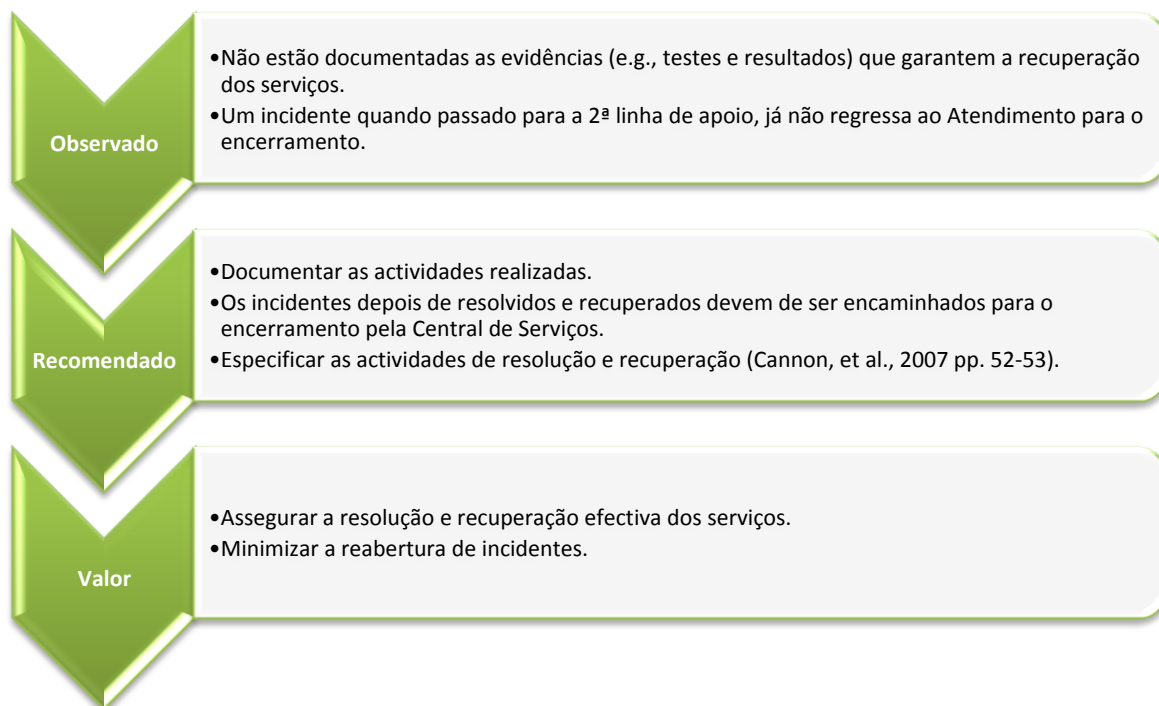 Observado
•Não estão documentadas as evidências (e.g., testes e resultados) que garantem a recuperação
dos serviços.
•Um incidente quando passado para a 2ª linha de apoio, já não regressa ao Atendimento para o
encerramento.
Recomendado
•Documentar as actividades realizadas.
•Os incidentes depois de resolvidos e recuperados devem de ser encaminhados para o
encerramento pela Central de Serviços.
•Especificar as actividades de resolução e recuperação (Cannon, et al., 2007 pp. 52-53).
Valor
•Assegurar a resolução e recuperação efectiva dos serviços.
•Minimizar a reabertura de incidentes.